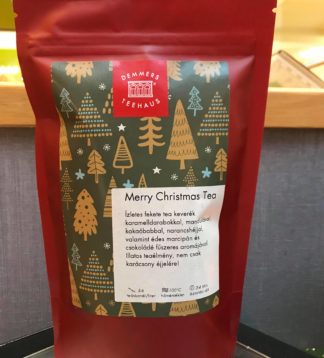 DEMMERS
TEEHAUS
Merry Christmas Tea
Ízletes fekete tea keverék
karamelldarabokkal, mandulával,
kakaóbabbal, narancshéjjal,
valamint édes marcipán és
csokoládé fűszeres aromájával.
Illatos teaélmény, nem csak
karácsony éjjelére!